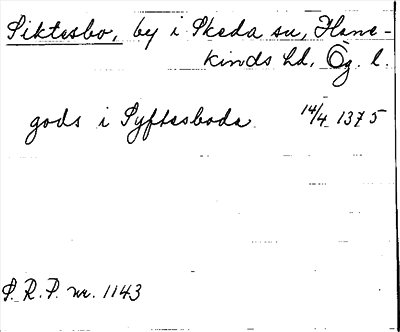 Siktesbo, by i Skeda sn, Hane-
kinds hd, Ög. l.
gods i Syftesboda 14/4 1375
S. R. P. nr. 1143